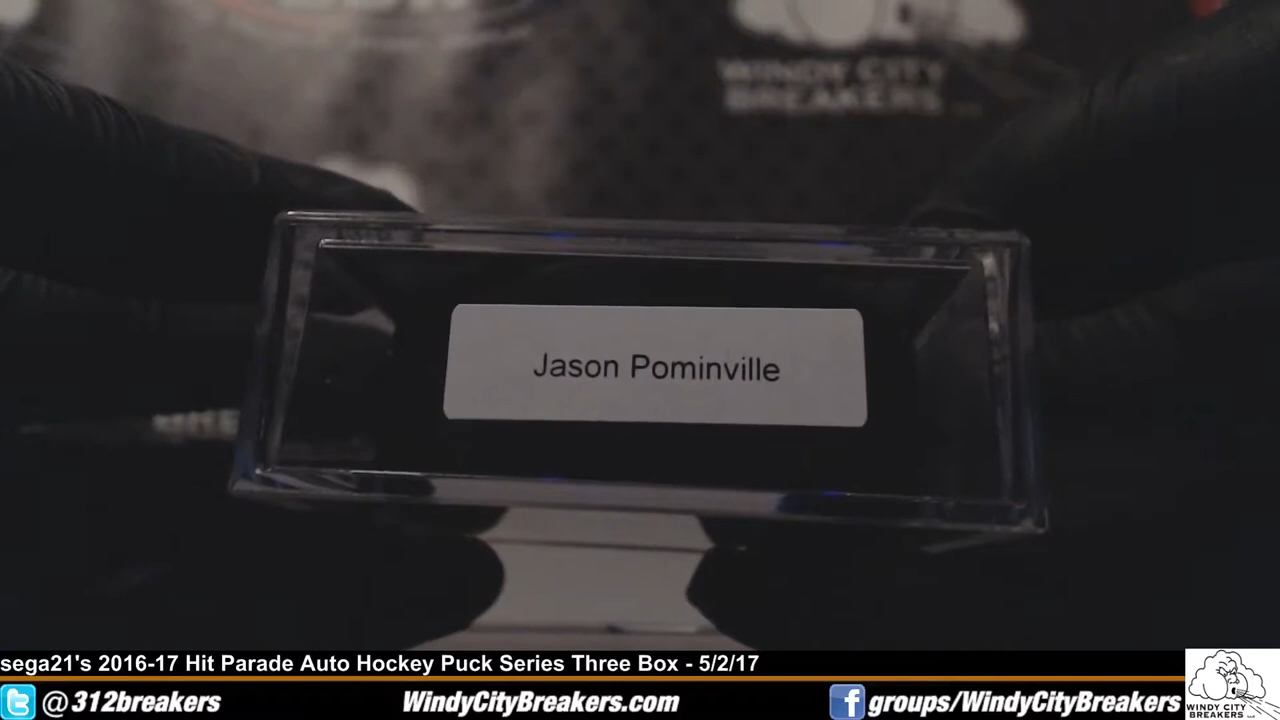 WINDY CITY
BREAKERS
Jason Pominville
sega21's 2016-17 Hit Parade Auto Hockey Puck Series Three Box - 5/2/17
@312breakers
WindyCityBreakers.com
groups/WindyCityBreakers
WINDY CITY
BREAKERS